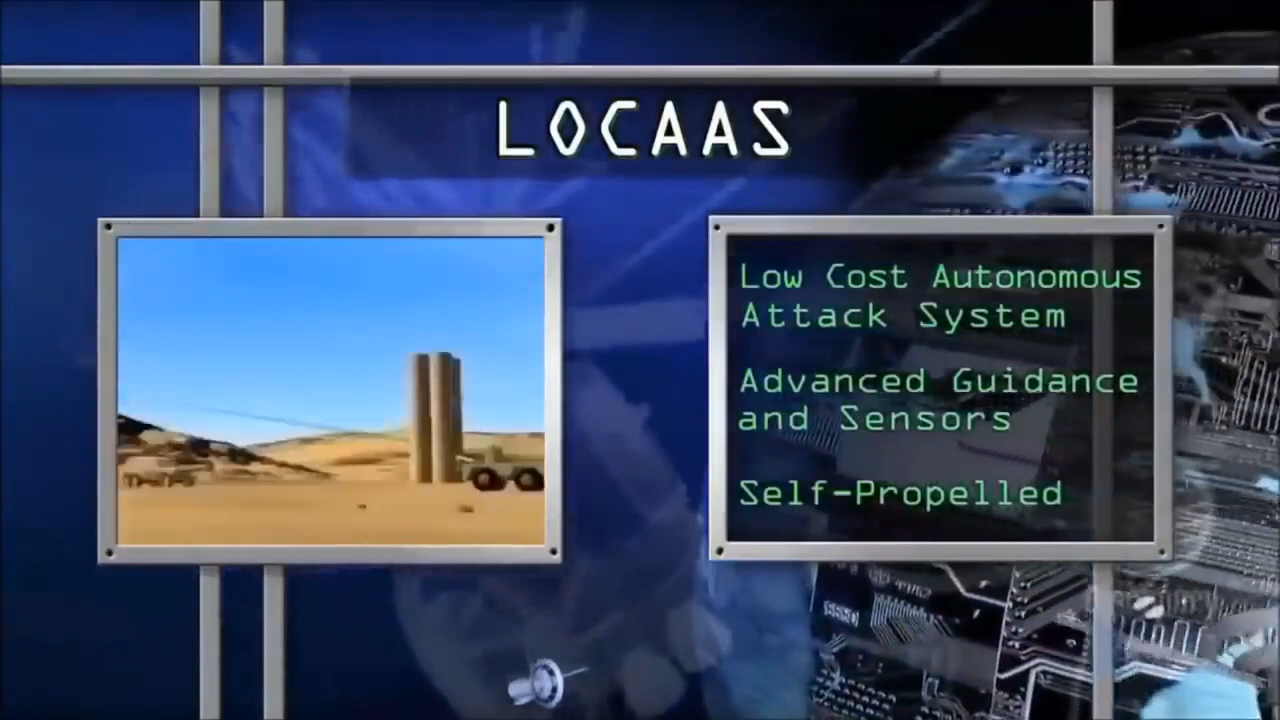 LOCAAS
Low Cost Autonomous
Attack System
Advanced Guidance
and Sensors
Self-Propelled